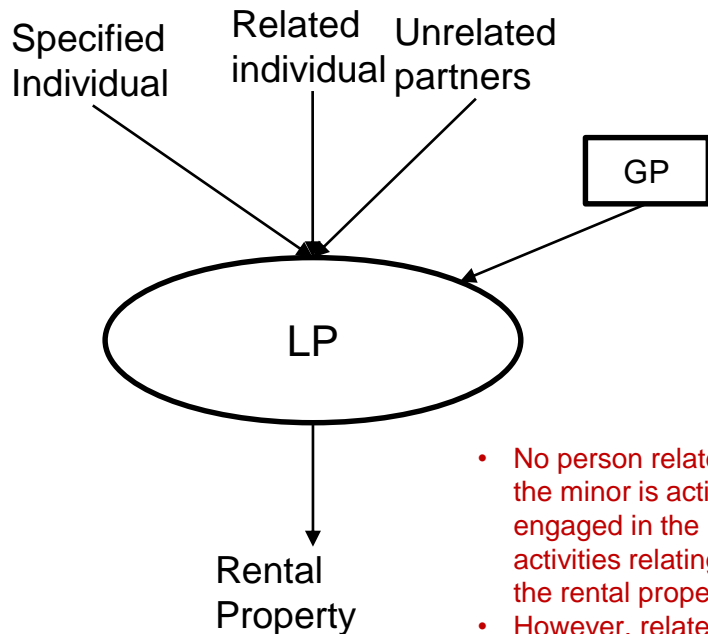 Specified
Individual
Related
individual
Unrelated
partners
GP
LP
Rental
Property
• No person
the minor is
engaged in the
activities
the rental
• However,